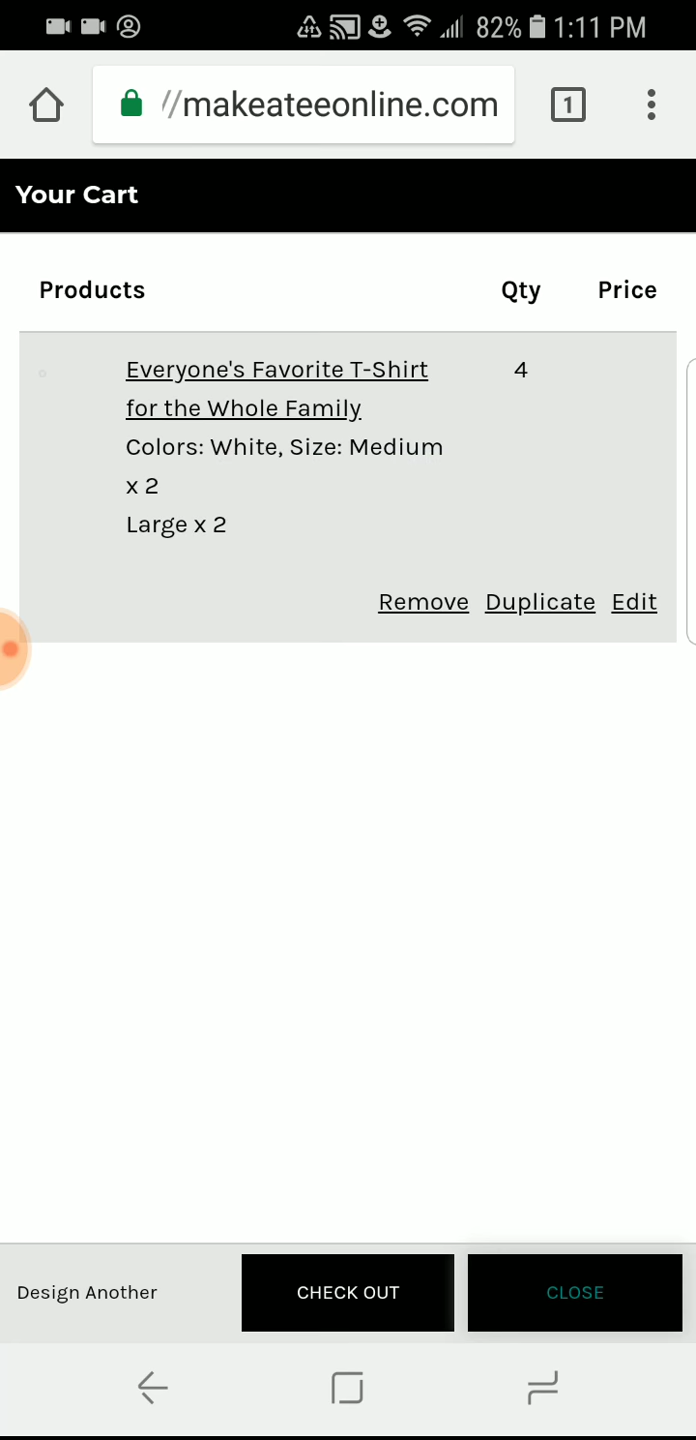 82% 1:11 PM
//makeateeonline.com
1
Your Cart
Products Qty Price
Everyone's Favorite T-Shirt 4
for the Whole Family
Colors: White, Size: Medium
x 2
Large x 2
Remove Duplicate Edit
Design Another CHECK OUT CLOSE